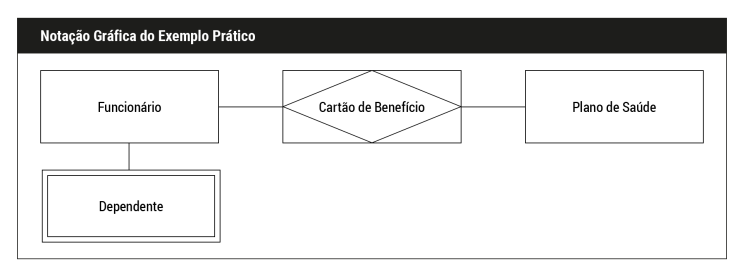 Notação Gráfica do Exemplo Prático
Funcionário
Cartão de Benefício
Plano de Saúde
Dependente